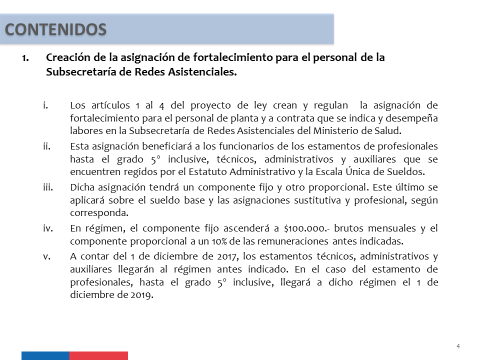 CONTENIDOS
1. Creación de la asignación de fortalecimiento para el personal de la
Subsecretaría de Redes Asistenciales.
i. Los artículos 1 al 4 del proyecto de ley crean y regulan la asignación de
fortalecimiento para el personal de planta y a contrata que se indica y desempeña
labores en la Subsecretaría de Redes Asistenciales del Ministerio de Salud.
ii. Esta asignación beneficiará a los funcionarios de los estamentos de profesionales
hasta el grado 5° inclusive, técnicos, administrativos y auxiliares que se
encuentren regidos por el Estatuto Administrativo y la Escala Única de Sueldos.
iii. Dicha asignación tendrá un componente fijo y otro proporcional. Este último se
aplicará sobre el sueldo base y las asignaciones sustitutiva y profesional, según
corresponda.
iv. En régimen, el componente fijo ascenderá a $100.000.- brutos mensuales y el
componente proporcional a un 10% de las remuneraciones antes indicadas.
v. A contar del 1 de diciembre de 2017, los estamentos técnicos, administrativos y
auxiliares llegarán al régimen antes indicado. En el caso del estamento de
profesionales, hasta el grado 5° inclusive, llegará a dicho régimen el 1 de
diciembre de 2019.
4